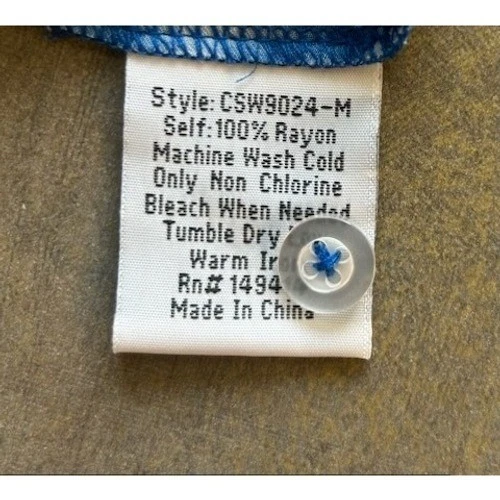 Style: CSW9024-M
Self: 100% Rayon
Machine Wash Cold
Only Non Chlorine
Bleach When Needed
Tumble Dry
Warm
Rn#
Made In China